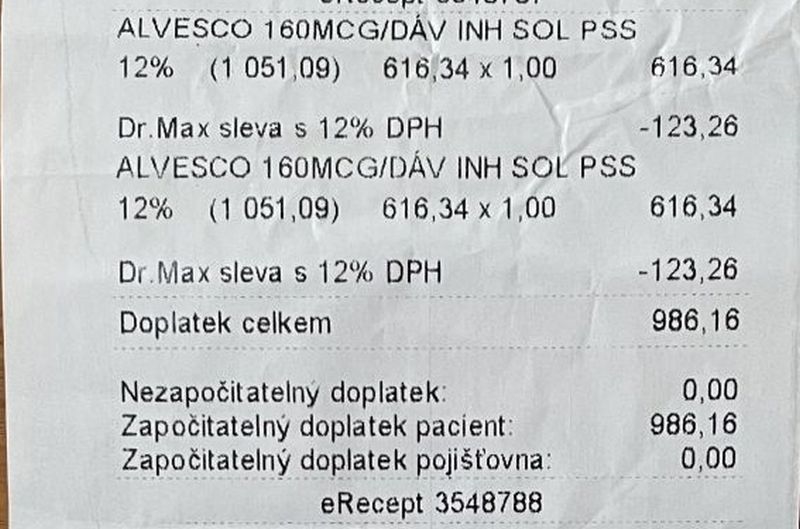 ALVESCO 160MCG/DÁV INH SOL PSS
12% (1 051,09) 616,34 x 1,00 616,34
Dr.Max sleva s 12% DPH -123,26
ALVESCO 160MCG/DÁV INH SOL PSS
12% (1 051,09) 616,34 x 1,00 616,34
Dr.Max sleva s 12% DPH -123,26
Doplatek celkem 986,16
Nezapočitatelný doplatek: 0,00
Započitatelný doplatek pacient: 986,16
Započitatelný doplatek pojišťovna: 0,00
eRecept 3548788